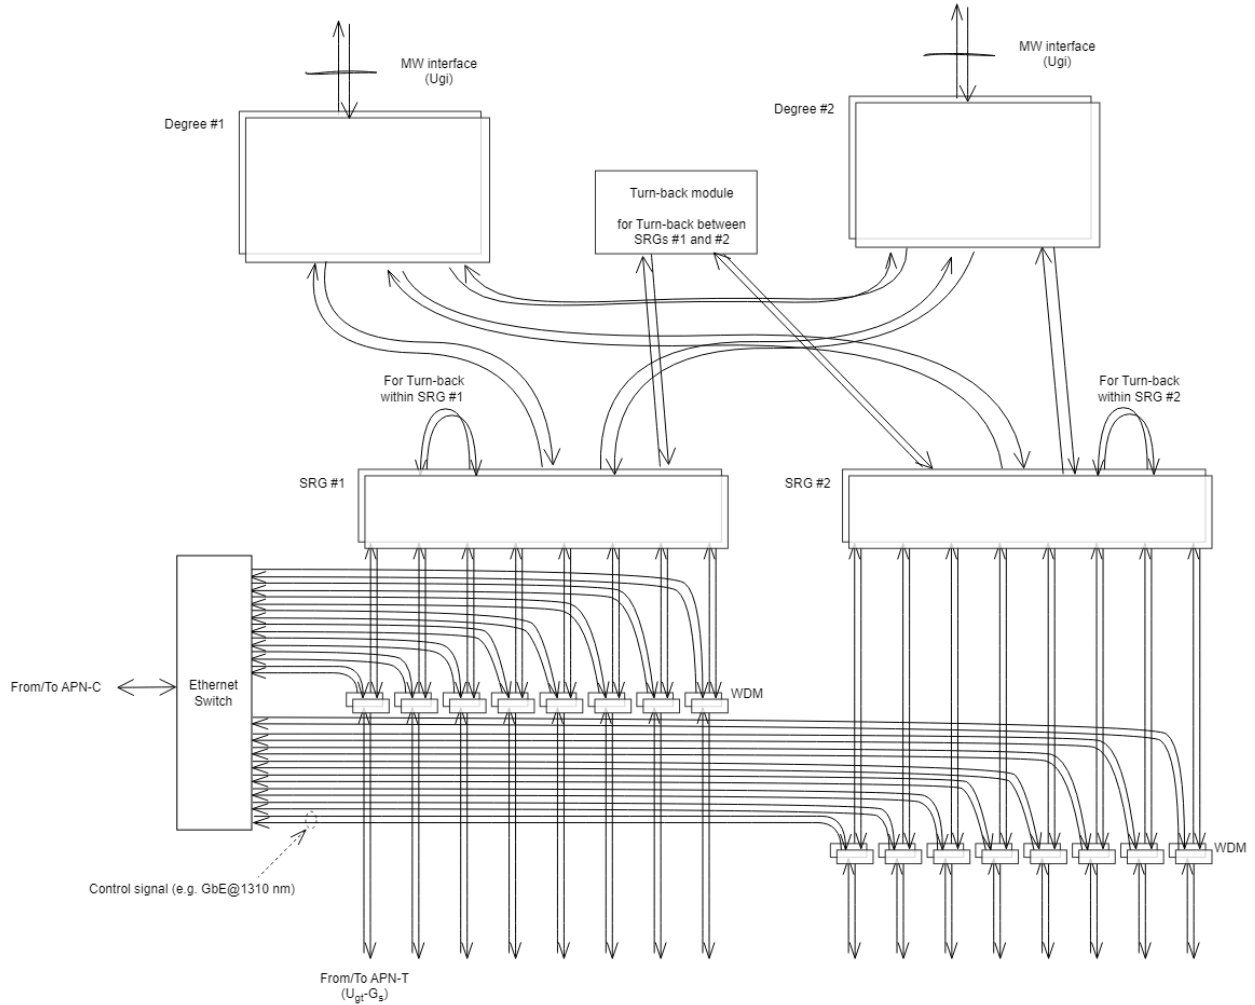 MW interface
(Ugi)
MW interface
(Ugi)
Degree #1
Degree #2
Turn-back module
for Turn-back between
SRGs #1 and #2
For Turn-back
within SRG #1
For Turn-back
within SRG #2
SRG #1
SRG #2
From/To APN-C
Ethernet
Switch
WDM
WDM
Control signal (e.g. GbE@1310 nm)
From/To APN-T
(Ugt-Gs)